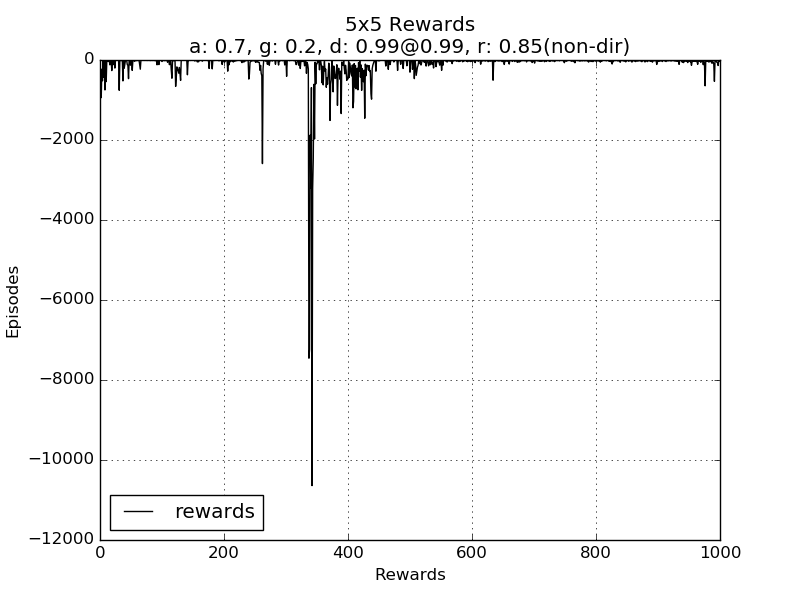 5x5 Rewards
a: 0.7, g: 0.2, d: 0.99@0.99, r: 0.85(non-dir)
0
−2000
−4000
−6000
−8000
−10000
−12000
Episodes
rewards
0 200 400 600 800 1000
Rewards